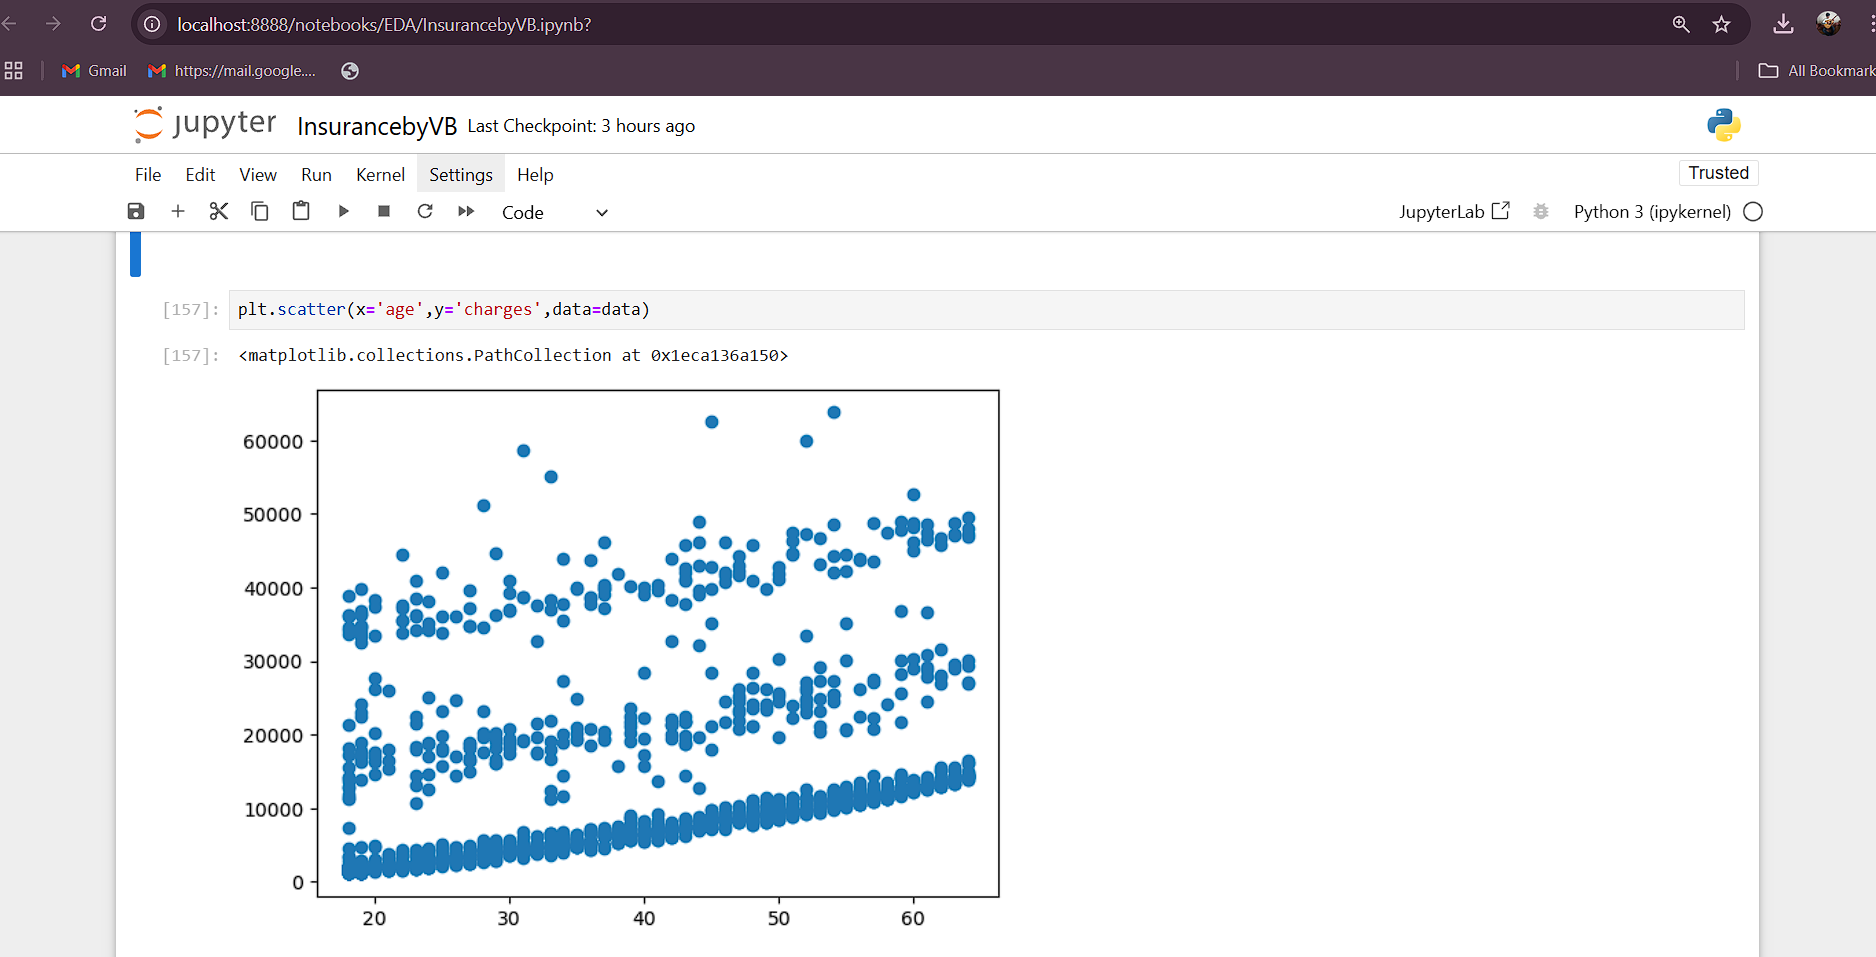 localhost:8888/notebooks/EDA/InsurancebyVB.ipynb?
Gmail https://mail.google.... All Bookmark
jupyter InsurancebyVB Last Checkpoint: 3 hours ago
File Edit View Run Kernel Settings Help Trusted
Code JupyterLab Python 3 (ipykernel)
[157]: plt.scatter(x='age',y='charges',data=data)
[157]: <matplotlib.collections.PathCollection at 0x1eca136a150>
60000
50000
40000
30000
20000
10000
0
20 30 40 50 60